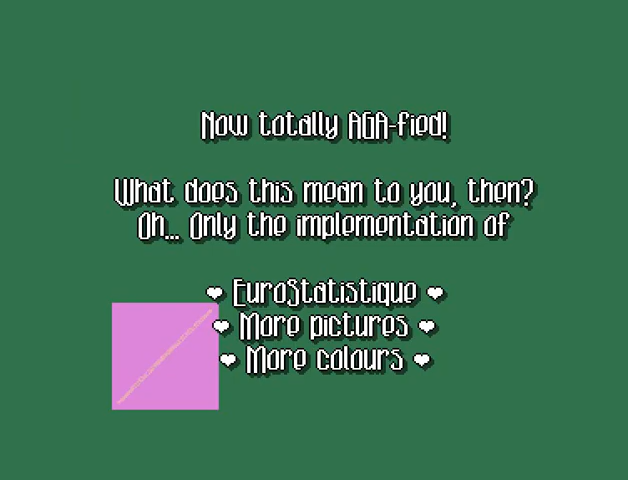 Now totally AGA-fied!
What does this mean to you, then?
Oh... Only the implementation of
♥ EuroStatistique ♥
♥ More pictures ♥
♥ More colours ♥